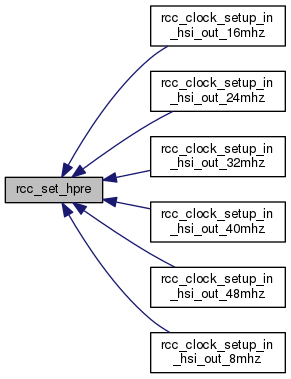 rcc_clock_setup_in
_hsi_out_16mhz
rcc_clock_setup_in
_hsi_out_24mhz
rcc_clock_setup_in
_hsi_out_32mhz
rcc_set_hpre
rcc_clock_setup_in
_hsi_out_40mhz
rcc_clock_setup_in
_hsi_out_48mhz
rcc_clock_setup_in
_hsi_out_8mhz